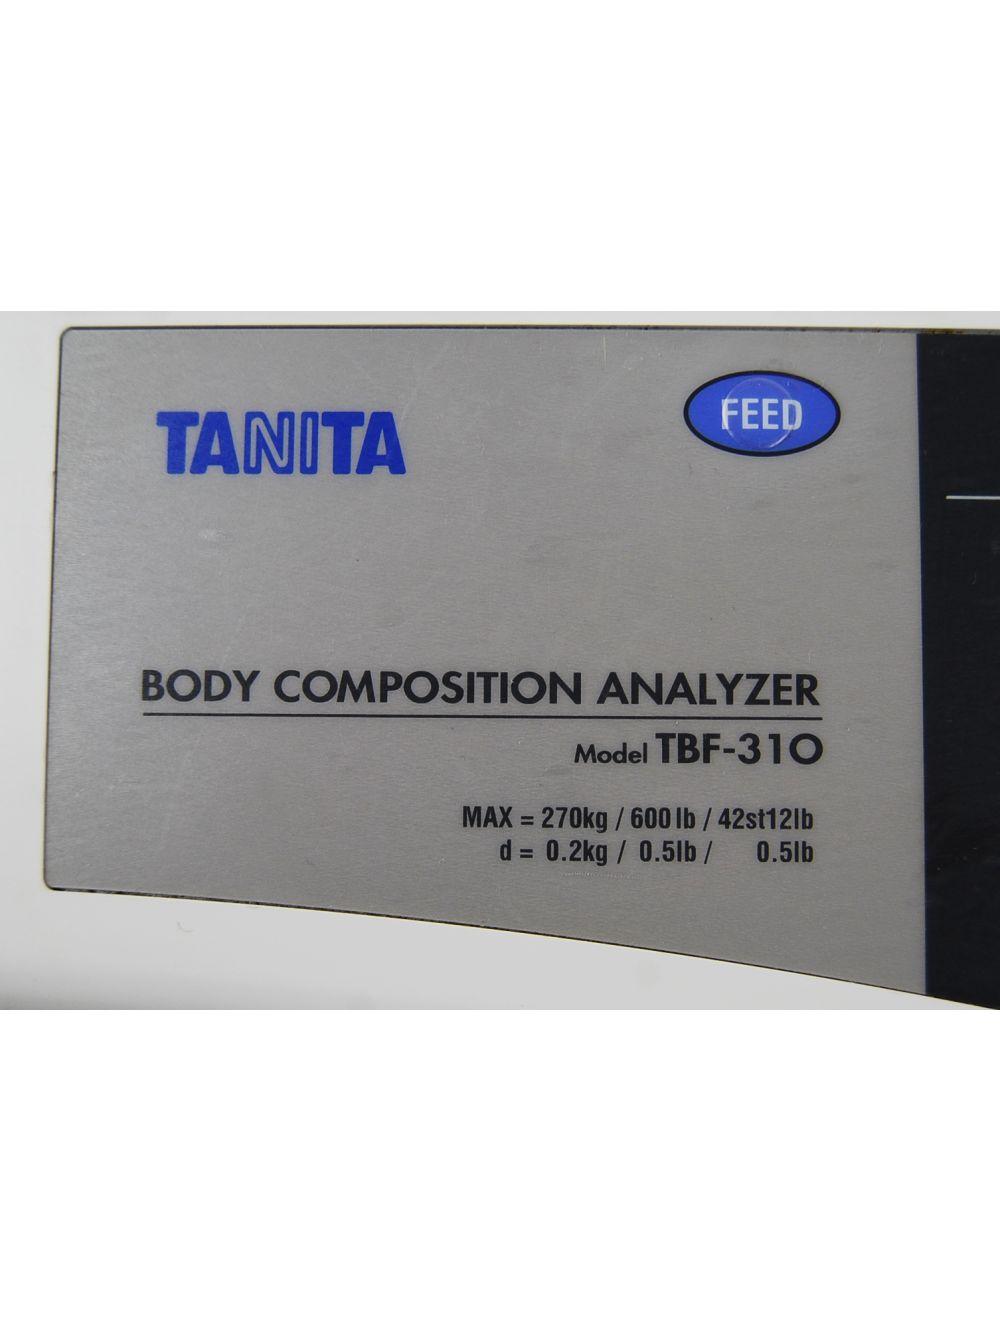 TANITA
FEED
BODY COMPOSITION ANALYZER
Model TBF-310
MAX = 270kg / 600 lb / 42st12lb
d = 0.2kg / 0.5lb / 0.5lb